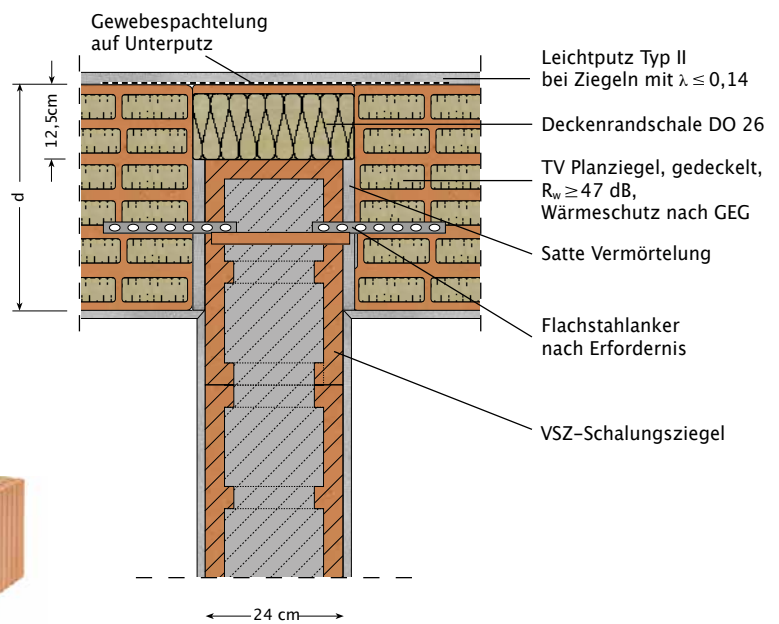 Gewebespachtelung
auf Unterputz
Leichtputz Typ II
bei Ziegeln mit λ ≤ 0,14
12,5cm
Deckenrandschale DO 26
TV Planziegel, gedeckelt,
Rw ≥ 47 dB,
Wärmeschutz nach GEG
d
Satte Vermörtelung
Flachstahlanker
nach Erfordernis
VSZ–Schalungsziegel
24 cm